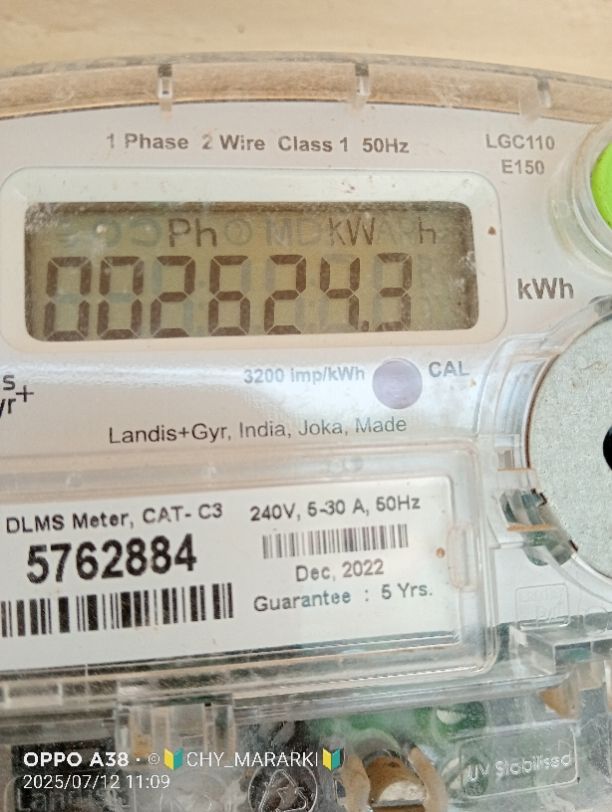 1 Phase 2 Wire Class 1 50Hz
LGC110
E150
Ph MD kW h
002624.3
kWh
3200 imp/kWh
CAL
Landis+Gyr, India, Joka, Made
DLMS Meter, CAT- C3
5762884
240V, 5-30 A, 50Hz
Dec, 2022
Guarantee : 5 Yrs.
UV Stabilised
OPPO A38 · ©🔰CHY_MARARKI🔰
2025/07/12 11:09